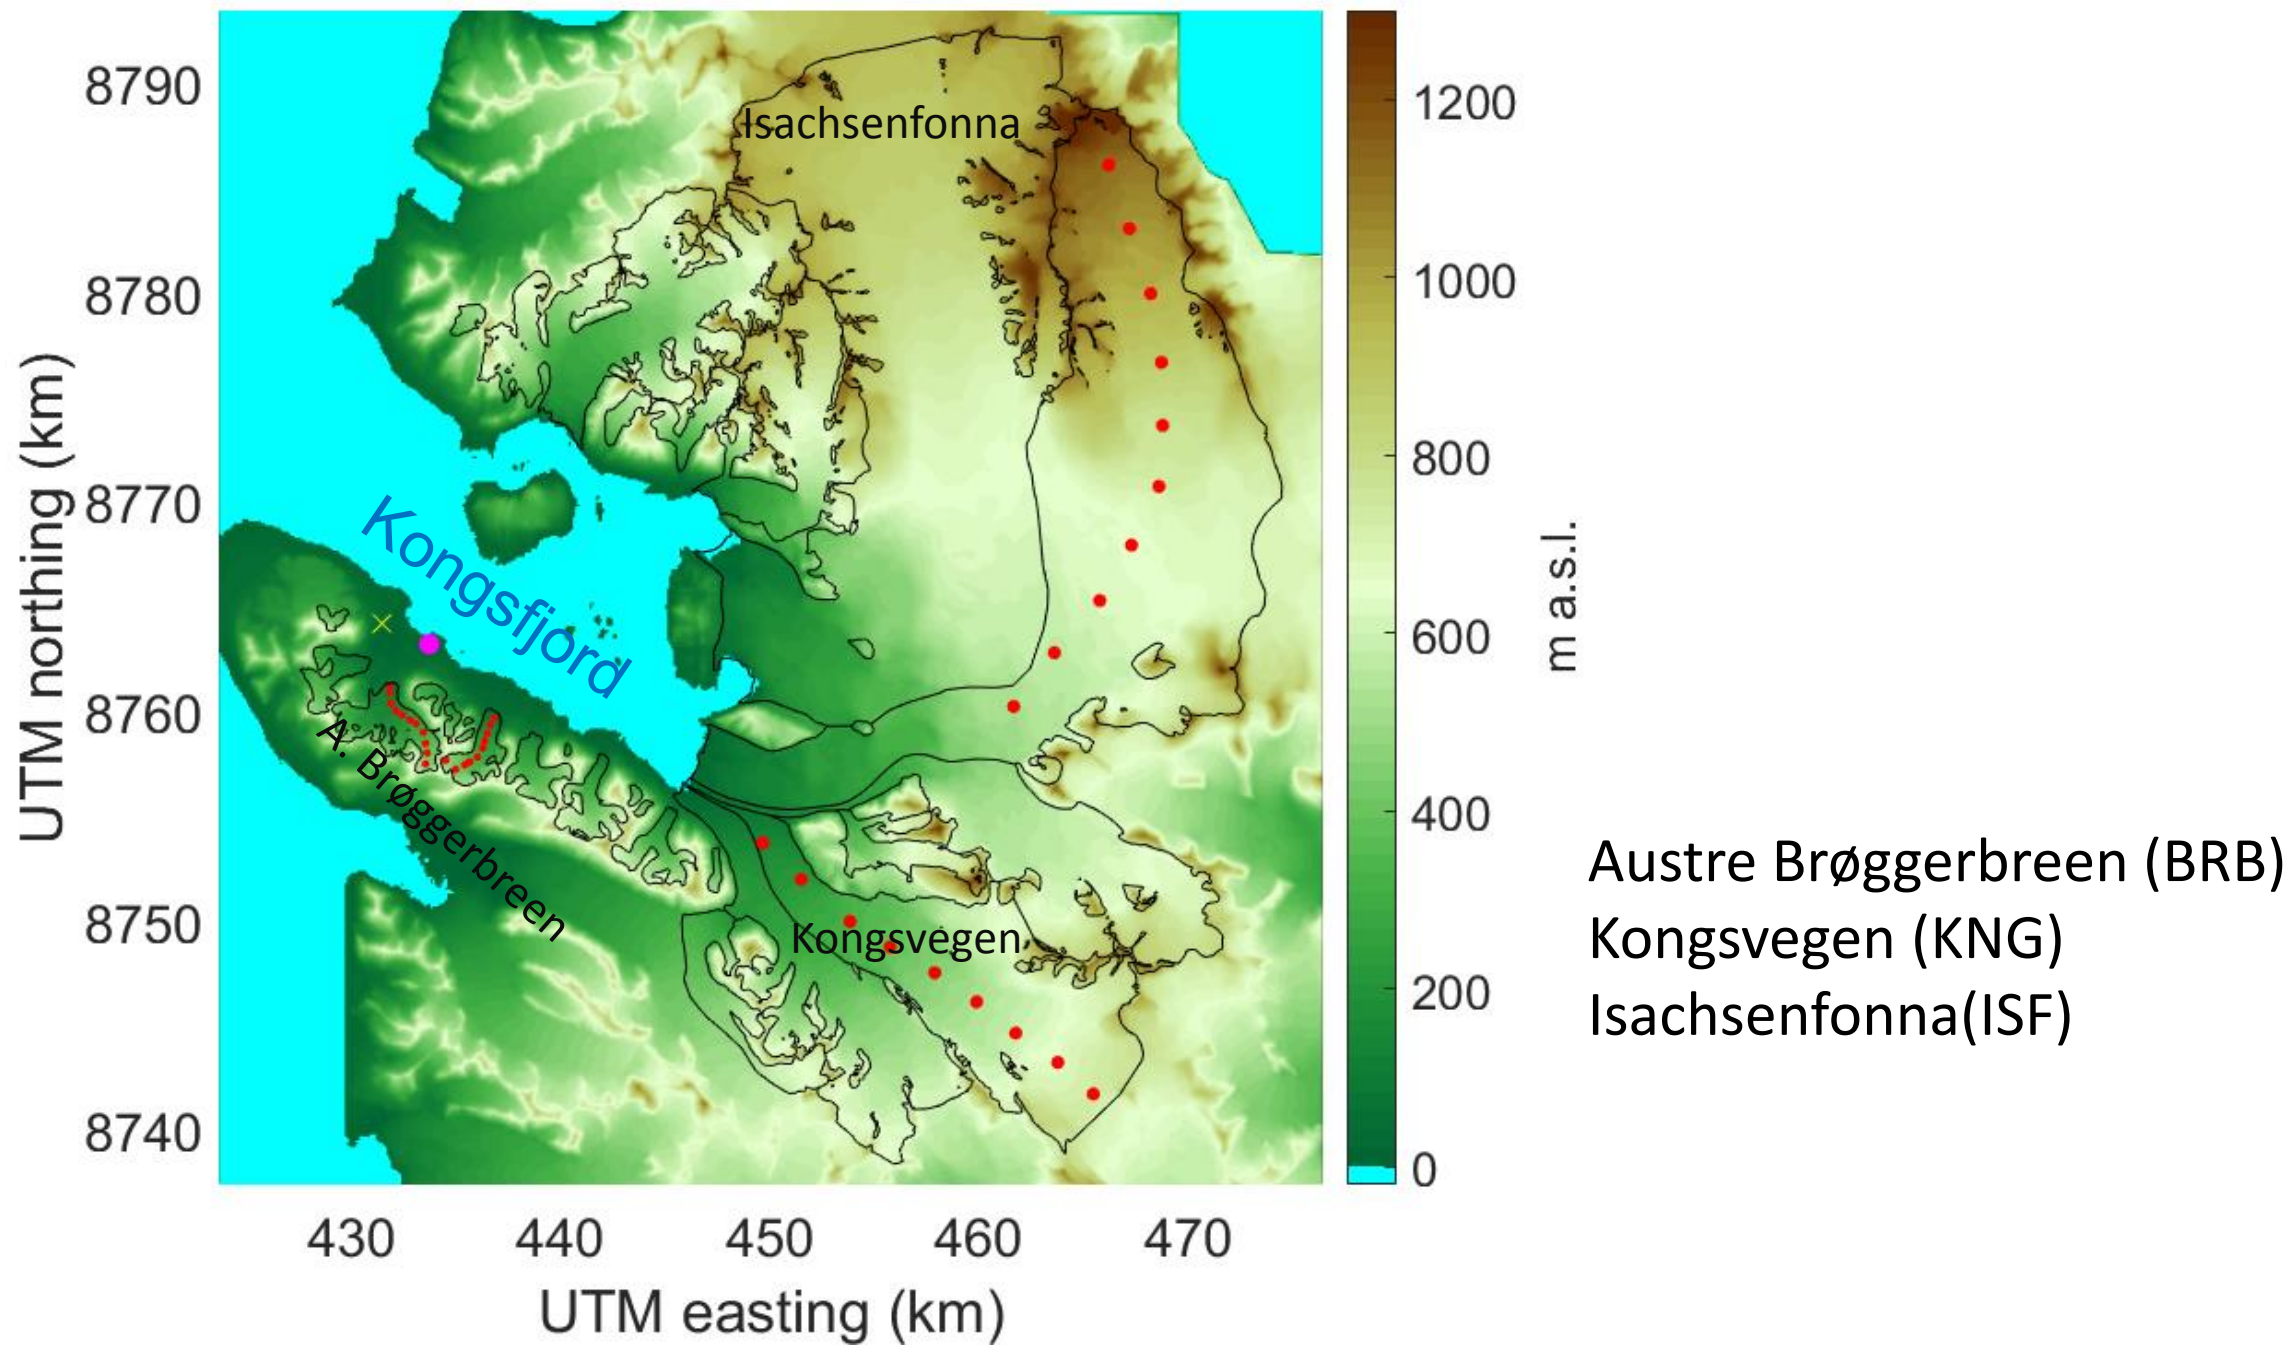 8790
8780
8770
8760
8750
8740
UTM northing (km)
Isachsenfonna
Kongsfjord
A. Brøggerbreen
Kongsvegen
430 440 450 460 470
UTM easting (km)
1200
1000
800
600
400
200
0
m a.s.l.
Austre Brøggerbreen (BRB)
Kongsvegen (KNG)
Isachsenfonna(ISF)